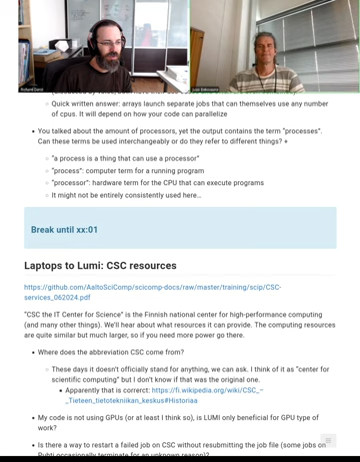 Quick written answer: arrays launch separate jobs that can themselves use any number
of cpus. It will depend on how your code can parallelize
You talked about the amount of processors, yet the output contains the term "processes".
Can these terms be used interchangeably or do they refer to different things? +
"a process is a thing that can use a processor"
"process": computer term for a running program
"processor": hardware term for the CPU that can execute programs
It might not be entirely consistently used here…
Break until xx:01
Laptops to Lumi: CSC resources
https://github.com/AaltoSciComp/scicomp-docs/raw/master/training/scip/CSC-
services_062024.pdf
"CSC the IT Center for Science" is the Finnish national center for high-performance computing
(and many other things). We'll hear about what resources it can provide. The computing resources
are quite similar but much larger, so if you need more power go there.
Where does the abbreviation CSC come from?
These days it doesn't officially stand for anything, we can ask. I think of it as "center for
scientific computing" but I don't know if that was the original one.
Apparently that is correrct: https://fi.wikipedia.org/wiki/CSC_–
_Tieteen_tietotekniikan_keskus#Historiaa
My code is not using GPUs (or at least I think so), is LUMI only beneficial for GPU type of
work?
Is there a way to restart a failed job on CSC without resubmitting the job file (some jobs on
Puhti occasionally terminate for an unknown reason)?